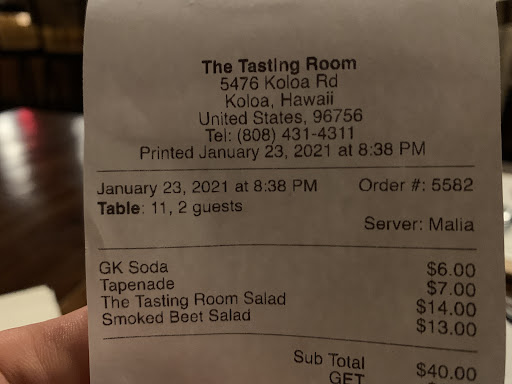 The Tasting Room
5476 Koloa Rd
Koloa, Hawaii
United States, 96756
Tel: (808) 431-4311
Printed January 23, 2021 at 8:38 PM
January 23, 2021 at 8:38 PM Order #: 5582
Table: 11, 2 guests
Server: Malia
GK Soda $6.00
Tapenade $7.00
The Tasting Room Salad $14.00
Smoked Beet Salad $13.00
Sub Total $40.00
GET